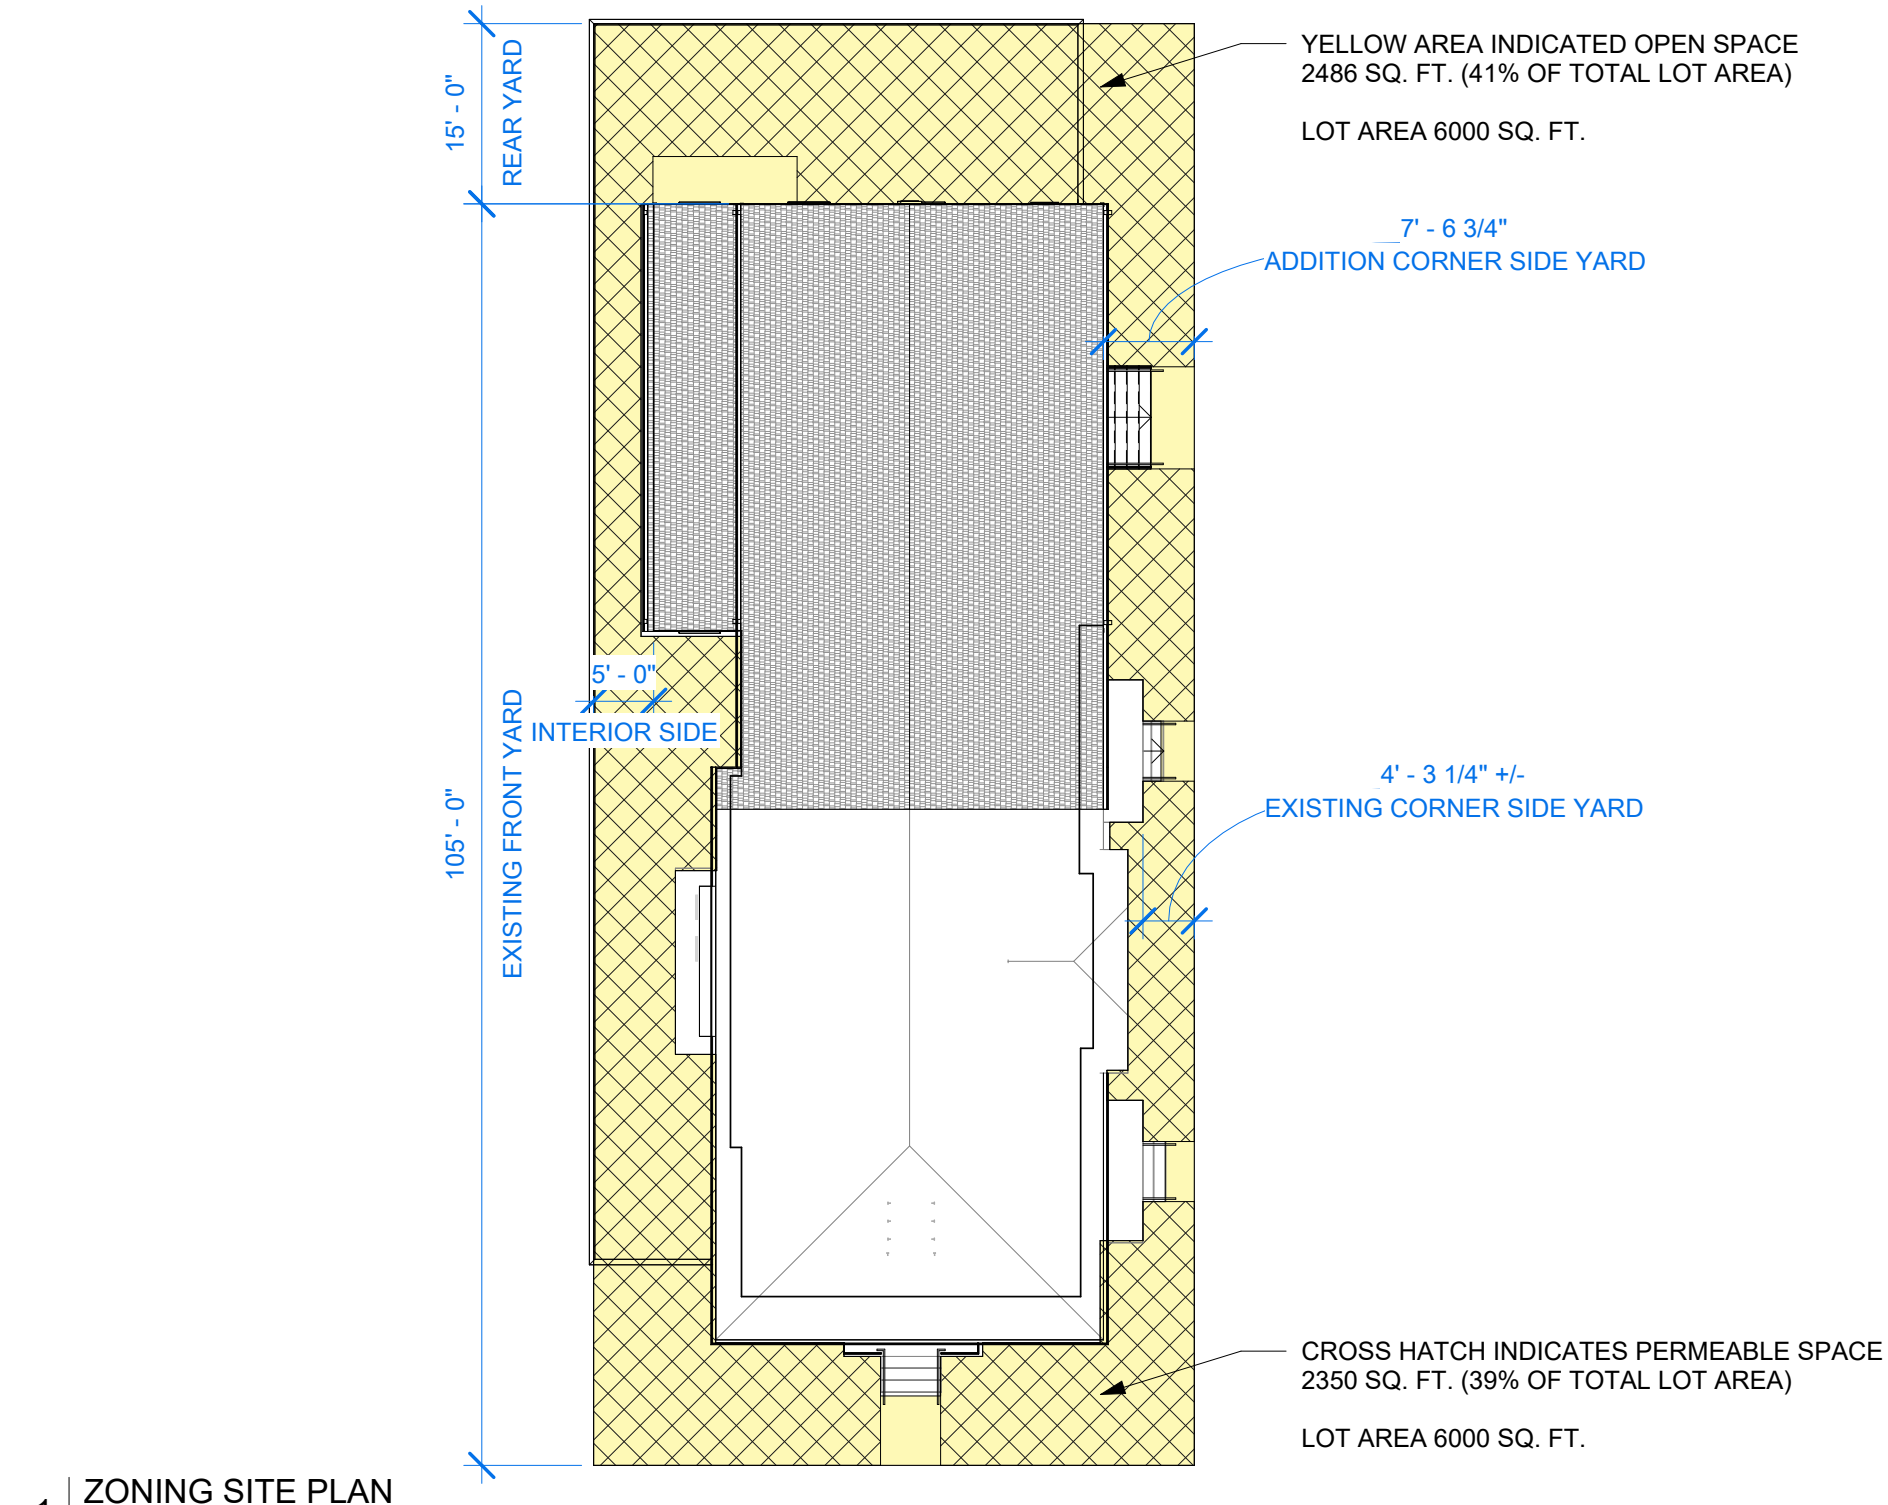 YELLOW AREA INDICATED OPEN SPACE
2486 SQ. FT. (41% OF TOTAL LOT AREA)
LOT AREA 6000 SQ. FT.
15' - 0"
REAR YARD
7' - 6 3/4"
ADDITION CORNER SIDE YARD
5' - 0"
INTERIOR SIDE
105' - 0"
EXISTING FRONT YARD
4' - 3 1/4" +/-
EXISTING CORNER SIDE YARD
CROSS HATCH INDICATES PERMEABLE SPACE
2350 SQ. FT. (39% OF TOTAL LOT AREA)
LOT AREA 6000 SQ. FT.
ZONING SITE PLAN